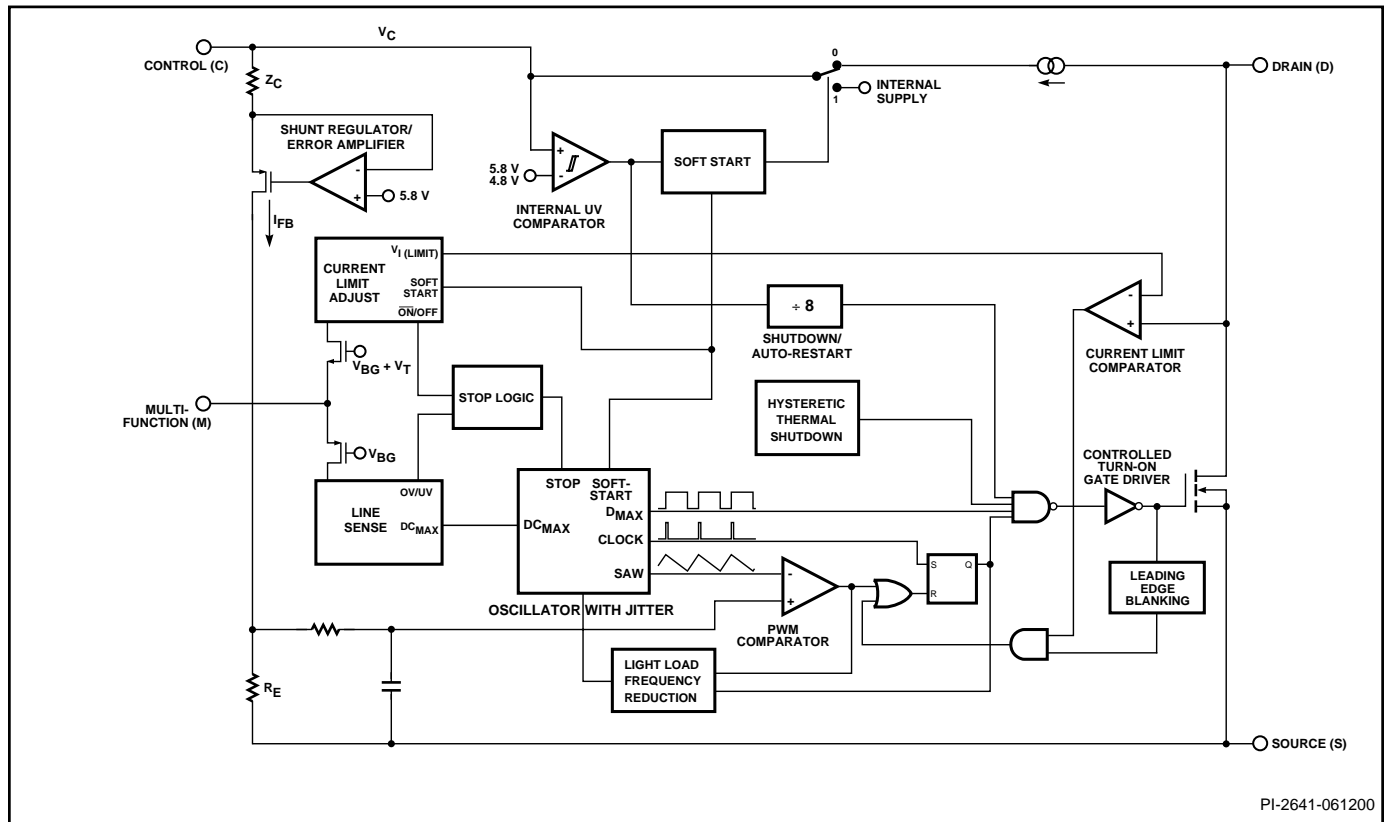 V_C
0
CONTROL (C)
DRAIN (D)
Z_C
1
INTERNAL
SUPPLY
SHUNT REGULATOR/
ERROR AMPLIFIER
-
+
5.8 V
+
-
5.8 V
4.8 V
SOFT START
INTERNAL UV
COMPARATOR
I_FB
V_I (LIMIT)
CURRENT
LIMIT
ADJUST
SOFT
START
ON/OFF
-
+
÷ 8
SHUTDOWN/
AUTO-RESTART
CURRENT LIMIT
COMPARATOR
V_BG + V_T
STOP LOGIC
MULTI-
FUNCTION (M)
HYSTERETIC
THERMAL
SHUTDOWN
V_BG
CONTROLLED
TURN-ON
GATE DRIVER
STOP
SOFT-
START
OV/UV
LINE
SENSE
DC_MAX
DC_MAX
D_MAX
CLOCK
SAW
OSCILLATOR WITH JITTER
-
+
PWM
COMPARATOR
S
Q
R
LEADING
EDGE
BLANKING
LIGHT LOAD
FREQUENCY
REDUCTION
R_E
SOURCE (S)
PI-2641-061200